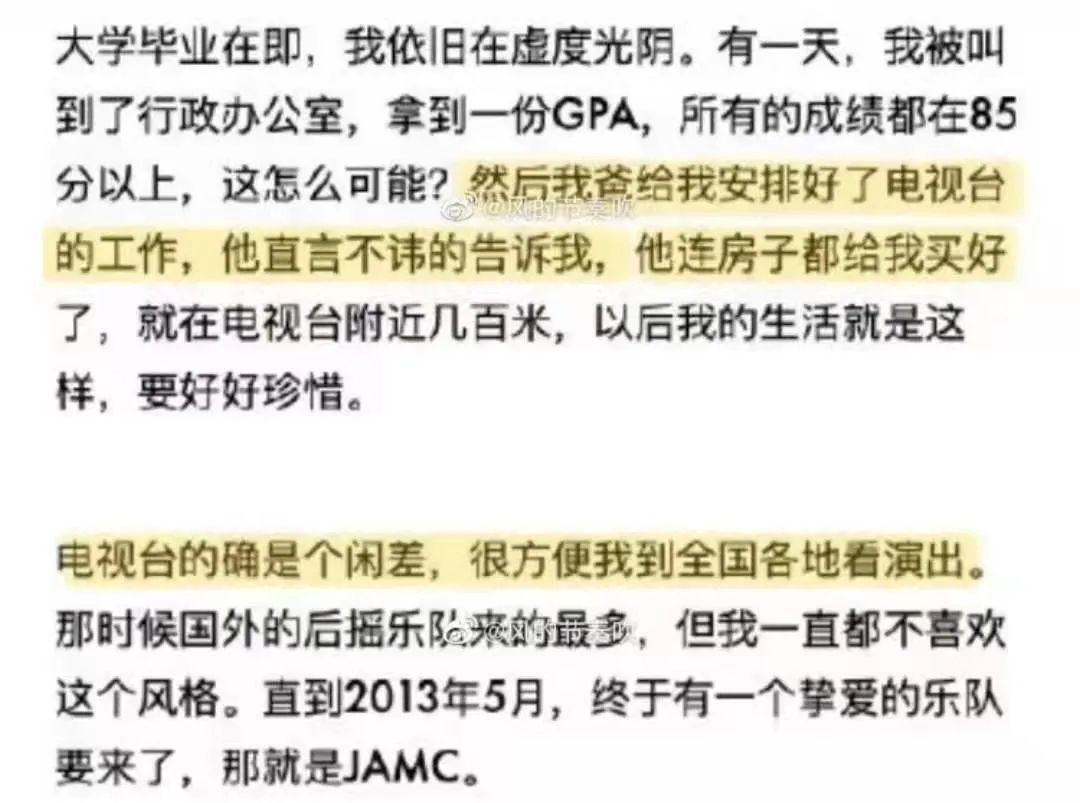 大学毕业在即，我依旧在虚度光阴。有一天，我被叫
到了行政办公室，拿到一份GPA，所有的成绩都在85
分以上，这怎么可能？然后我爸给我安排好了电视台
@风的节奏吹
的工作，他直言不讳的告诉我，他连房子都给我买好
了，就在电视台附近几百米，以后我的生活就是这
样，要好好珍惜。
电视台的确是个闲差，很方便我到全国各地看演出。
那时候国外的后摇乐队来的最多，但我一直都不喜欢
@风的节奏吹
这个风格。直到2013年5月，终于有一个挚爱的乐队
要来了，那就是JAMC。